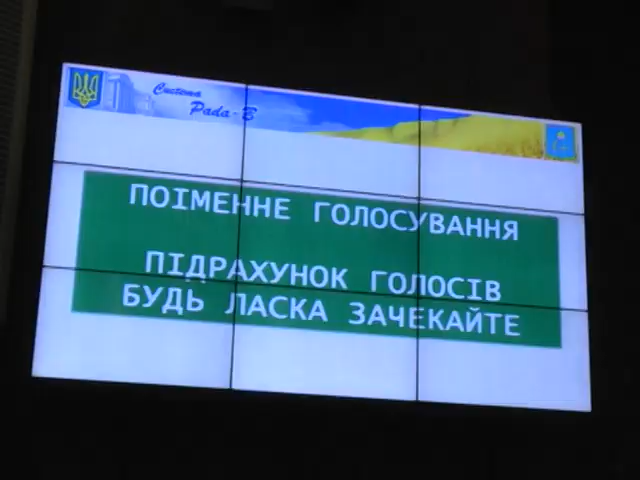 Система
Рада-В
ПОІМЕННЕ ГОЛОСУВАННЯ
ПІДРАХУНОК ГОЛОСІВ
БУДЬ ЛАСКА ЗАЧЕКАЙТЕ